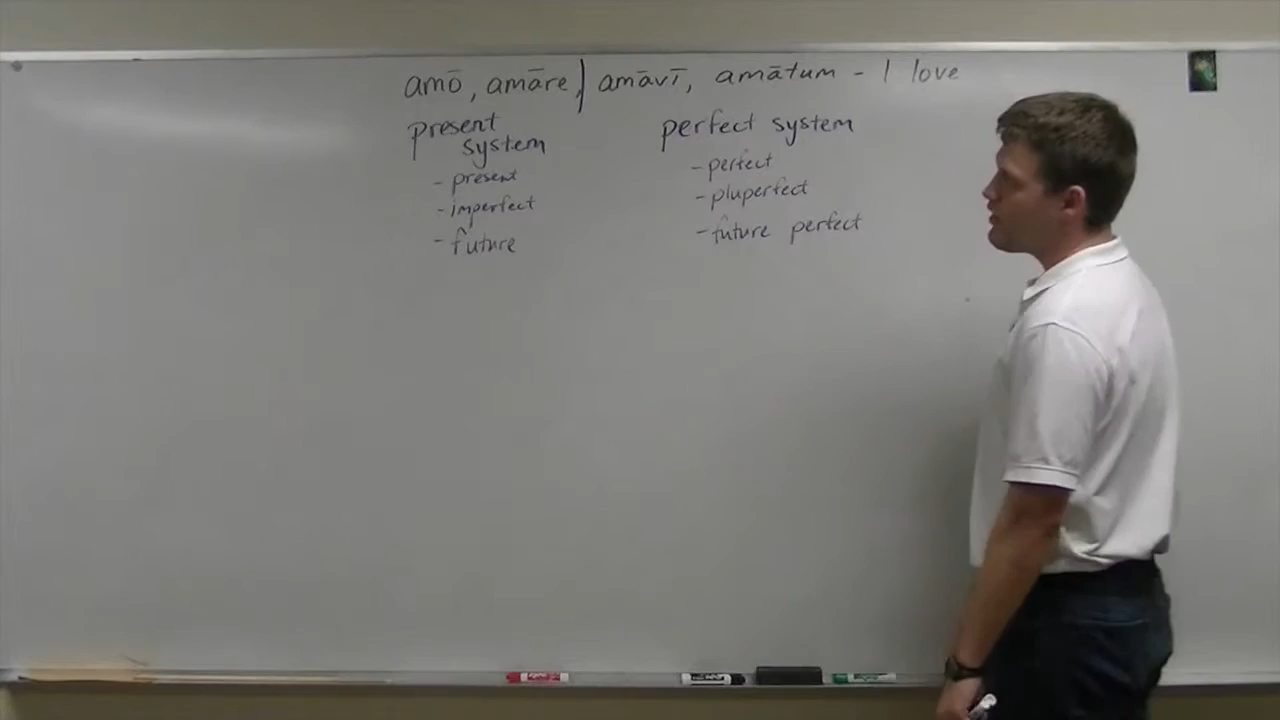 amō, amāre, | amāvī, amātum - I love
present
system
- present
- imperfect
- future
perfect system
- perfect
- pluperfect
- future perfect